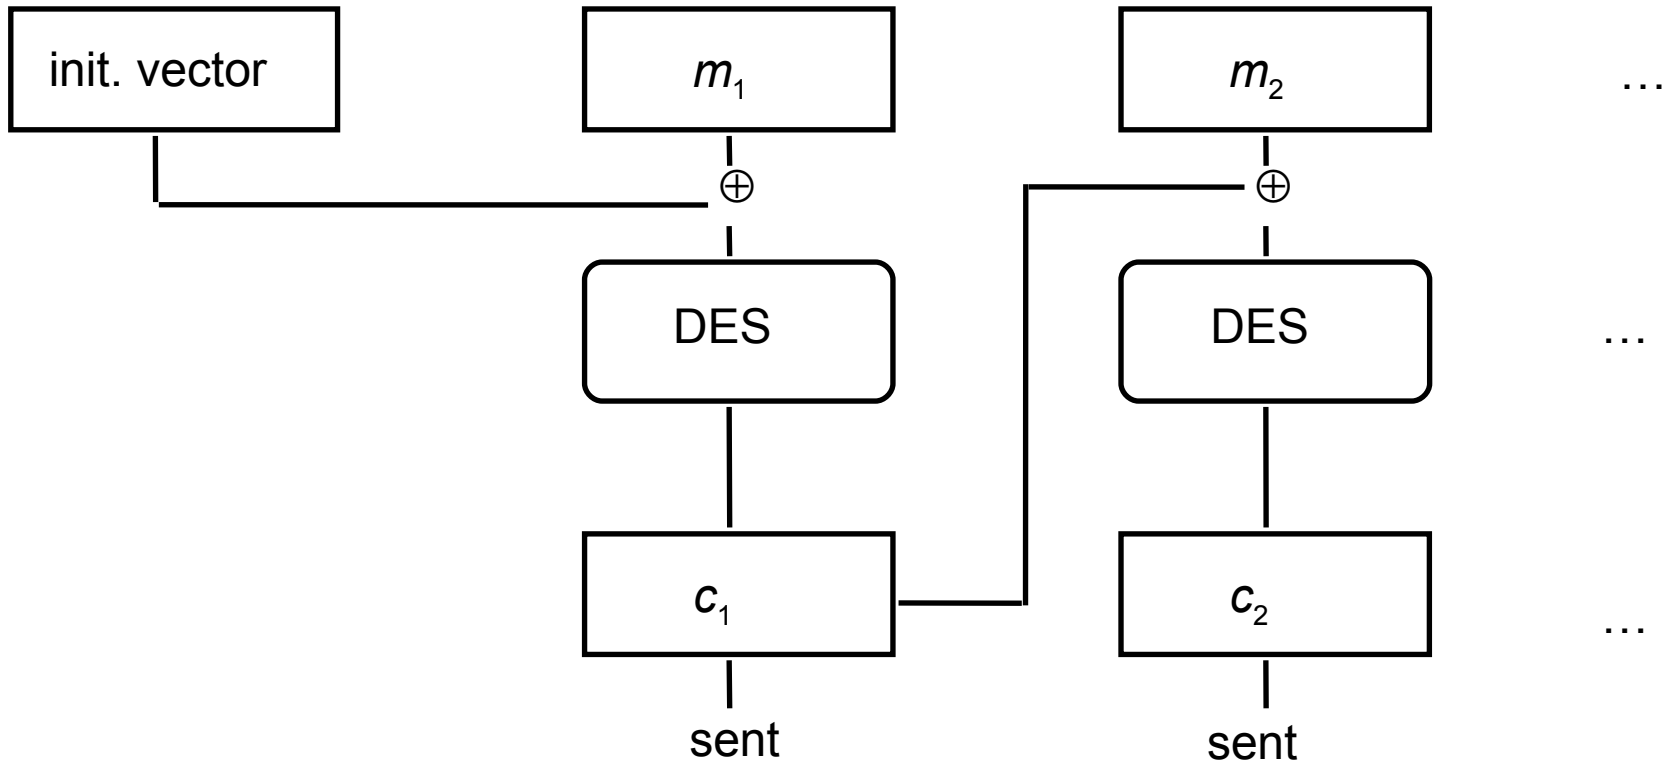 init. vector m₁ m₂ …
⊕ ⊕
DES DES …
c₁ c₂ …
sent sent